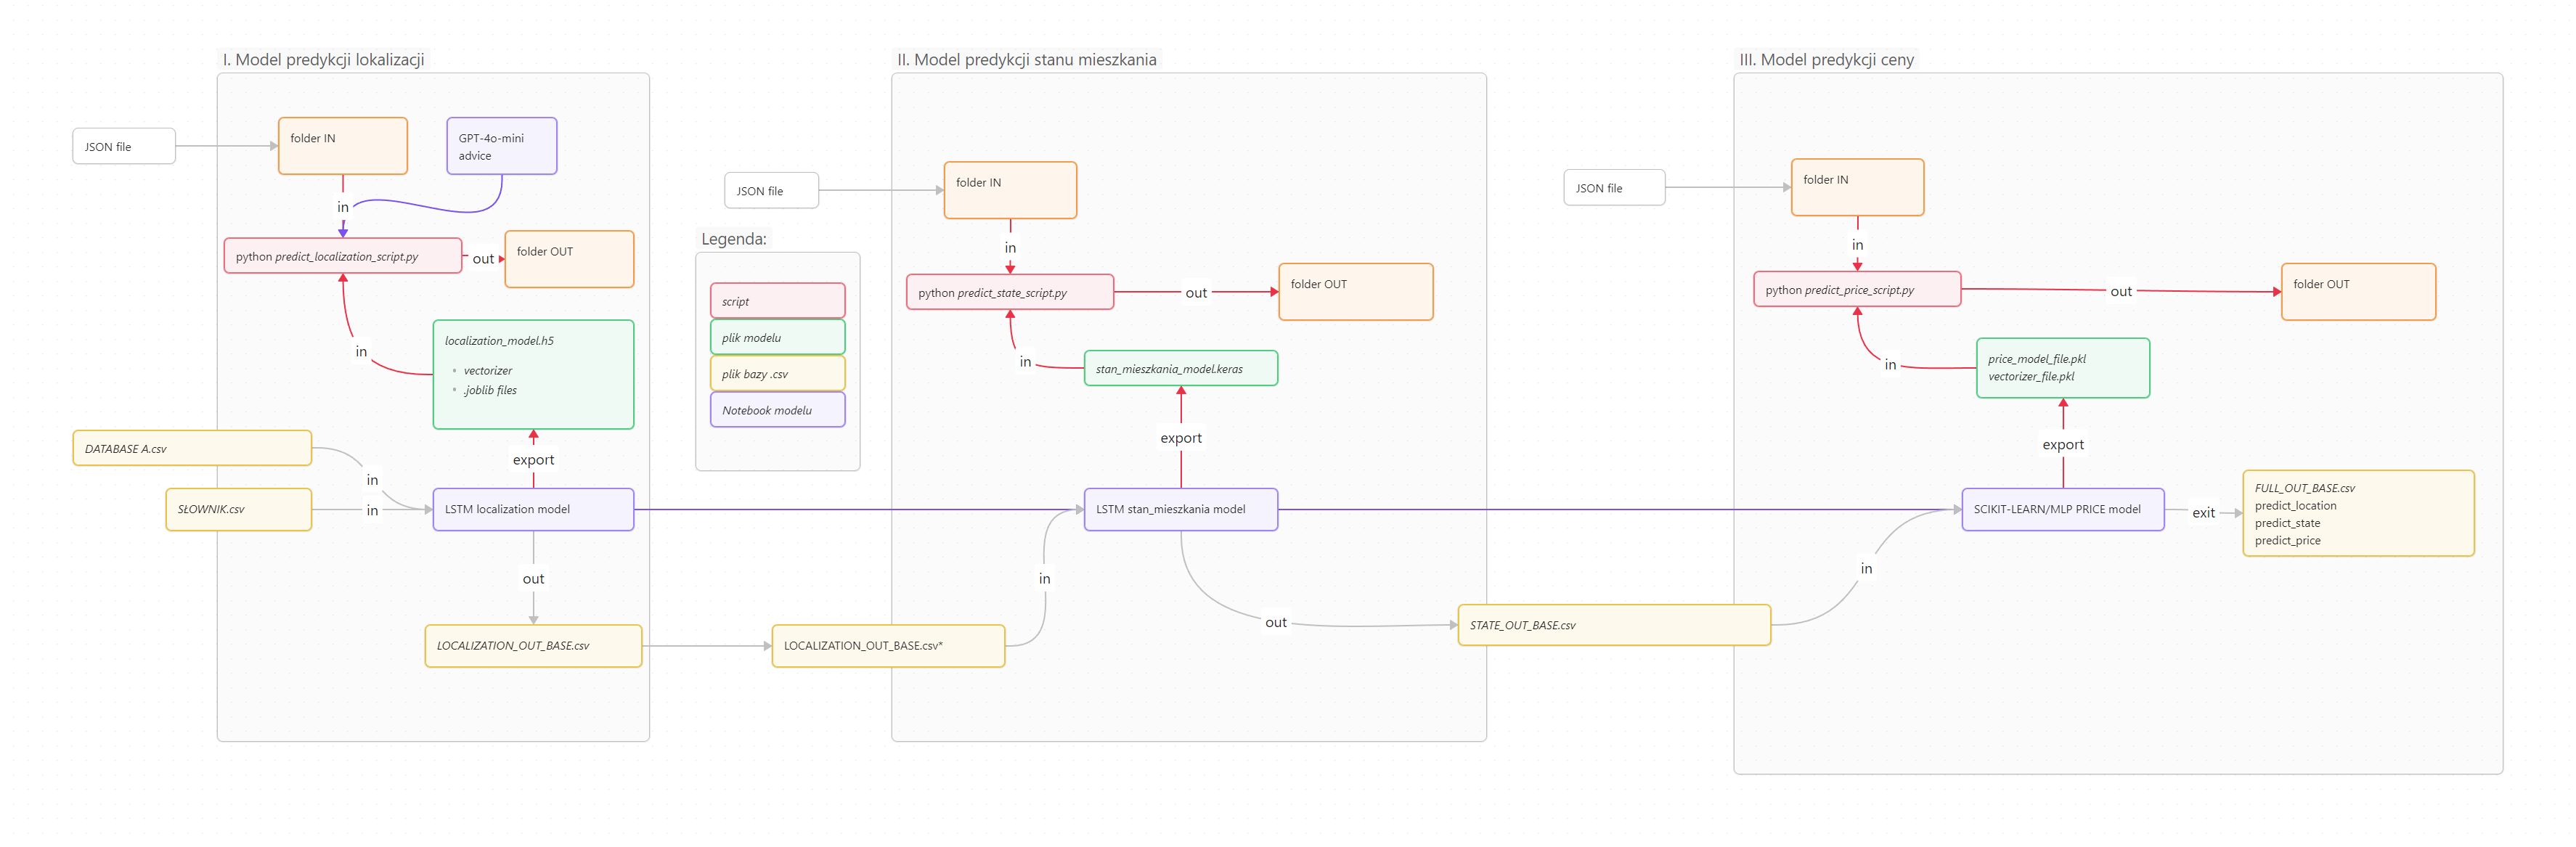 I. Model predykcji lokalizacji
JSON file
folder IN
GPT-4o-mini
advice
in
python predict_localization_script.py
out
folder OUT
in
localization_model.h5
• vectorizer
• .joblib files
DATABASE A.csv
in
SŁOWNIK.csv
in
export
LSTM localization model
out
LOCALIZATION_OUT_BASE.csv
Legenda:
script
plik modelu
plik bazy .csv
Notebook modelu
II. Model predykcji stanu mieszkania
JSON file
folder IN
in
python predict_state_script.py
out
folder OUT
in
stan_mieszkania_model.keras
export
LSTM stan_mieszkania model
in
LOCALIZATION_OUT_BASE.csv*
out
STATE_OUT_BASE.csv
III. Model predykcji ceny
JSON file
folder IN
in
python predict_price_script.py
out
folder OUT
in
price_model_file.pkl
vectorizer_file.pkl
export
SCIKIT-LEARN/MLP PRICE model
in
exit
FULL_OUT_BASE.csv
predict_location
predict_state
predict_price